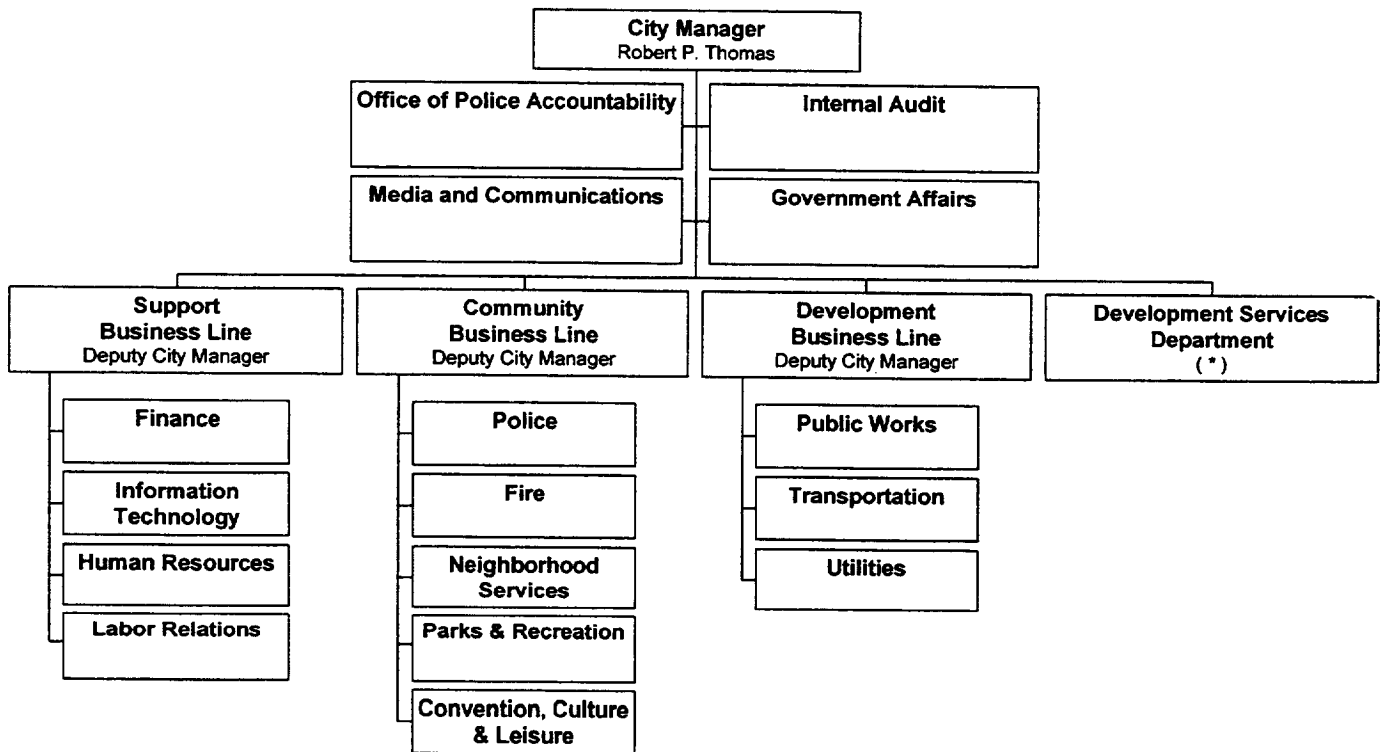 City Manager
Robert P. Thomas
Office of Police Accountability
Internal Audit
Media and Communications
Government Affairs
Support
Business Line
Deputy City Manager
Community
Business Line
Deputy City Manager
Development
Business Line
Deputy City Manager
Development Services
Department
( * )
Finance
Information
Technology
Human Resources
Labor Relations
Police
Fire
Neighborhood
Services
Parks & Recreation
Convention, Culture
& Leisure
Public Works
Transportation
Utilities